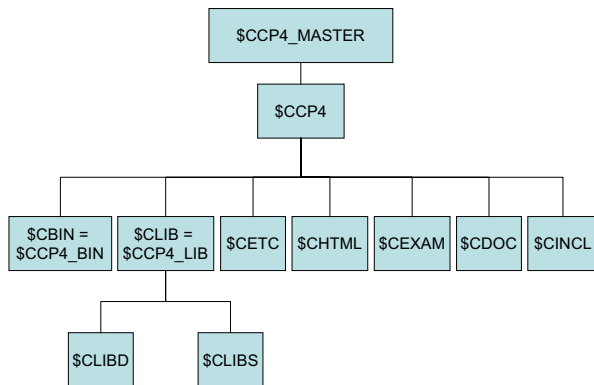 $CCP4_MASTER
$CCP4
$CBIN =
$CCP4_BIN
$CLIB =
$CCP4_LIB
$CETC
$CHTML
$CEXAM
$CDOC
$CINCL
$CLIBD
$CLIBS